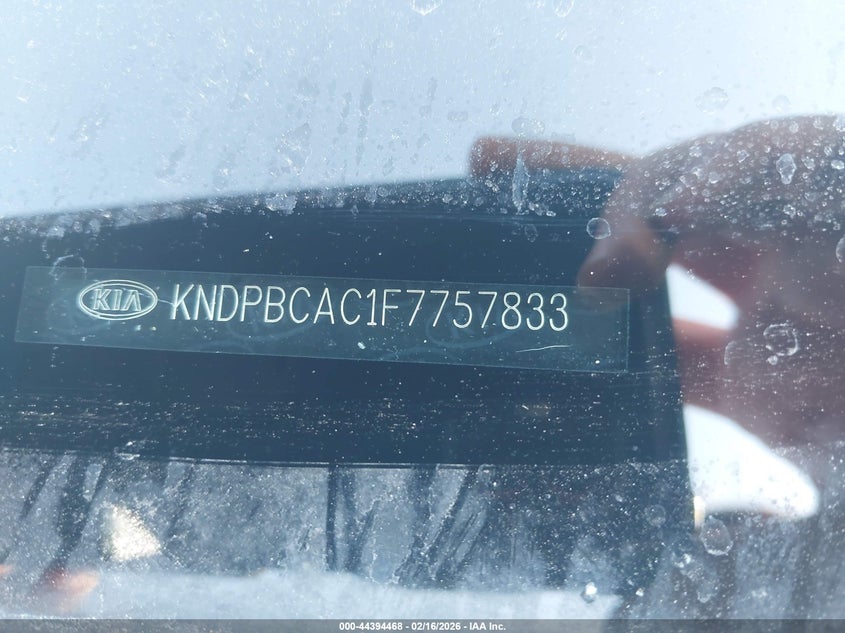 KIA KNDPBCAC1F7757833
000-44394468 - 02/16/2026 - IAA Inc.